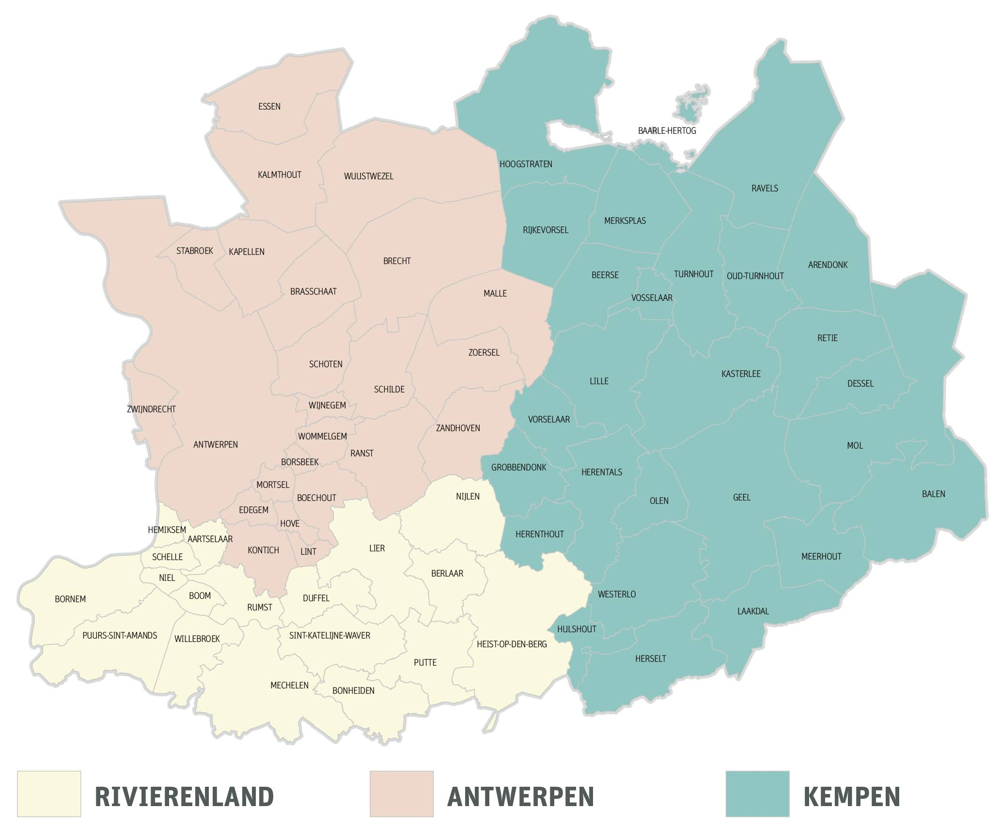 ESSEN
BAARLE-HERTOG
HOOGSTRATEN
KALMTHOUT
WUUSTWEZEL
RAVELS
MERKSPLAS
RIJKEVORSEL
STABROEK
KAPELLEN
BRECHT
ARENDONK
BEERSE
TURNHOUT
OUD-TURNHOUT
BRASSCHAAT
MALLE
VOSSELAAR
RETIE
ZOERSEL
SCHOTEN
KASTERLEE
LILLE
DESSEL
SCHILDE
WIJNEGEM
ZWIJNDRECHT
VORSELAAR
ZANDHOVEN
WOMMELGEM
ANTWERPEN
MOL
RANST
BORSBEEK
GROBBENDONK
HERENTALS
MORTSEL
BALEN
NIJLEN
BOECHOUT
GEEL
OLEN
EDEGEM
HOVE
HEMIKSEM
HERENTHOUT
AARTSELAAR
LIER
KONTICH
LINT
SCHELLE
MEERHOUT
BERLAAR
NIEL
WESTERLO
BOOM
BORNEM
DUFFEL
RUMST
LAAKDAL
HULSHOUT
PUURS-SINT-AMANDS
SINT-KATELIJNE-WAVER
WILLEBROEK
HEIST-OP-DEN-BERG
HERSELT
PUTTE
MECHELEN
BONHEIDEN
RIVIERENLAND
ANTWERPEN
KEMPEN